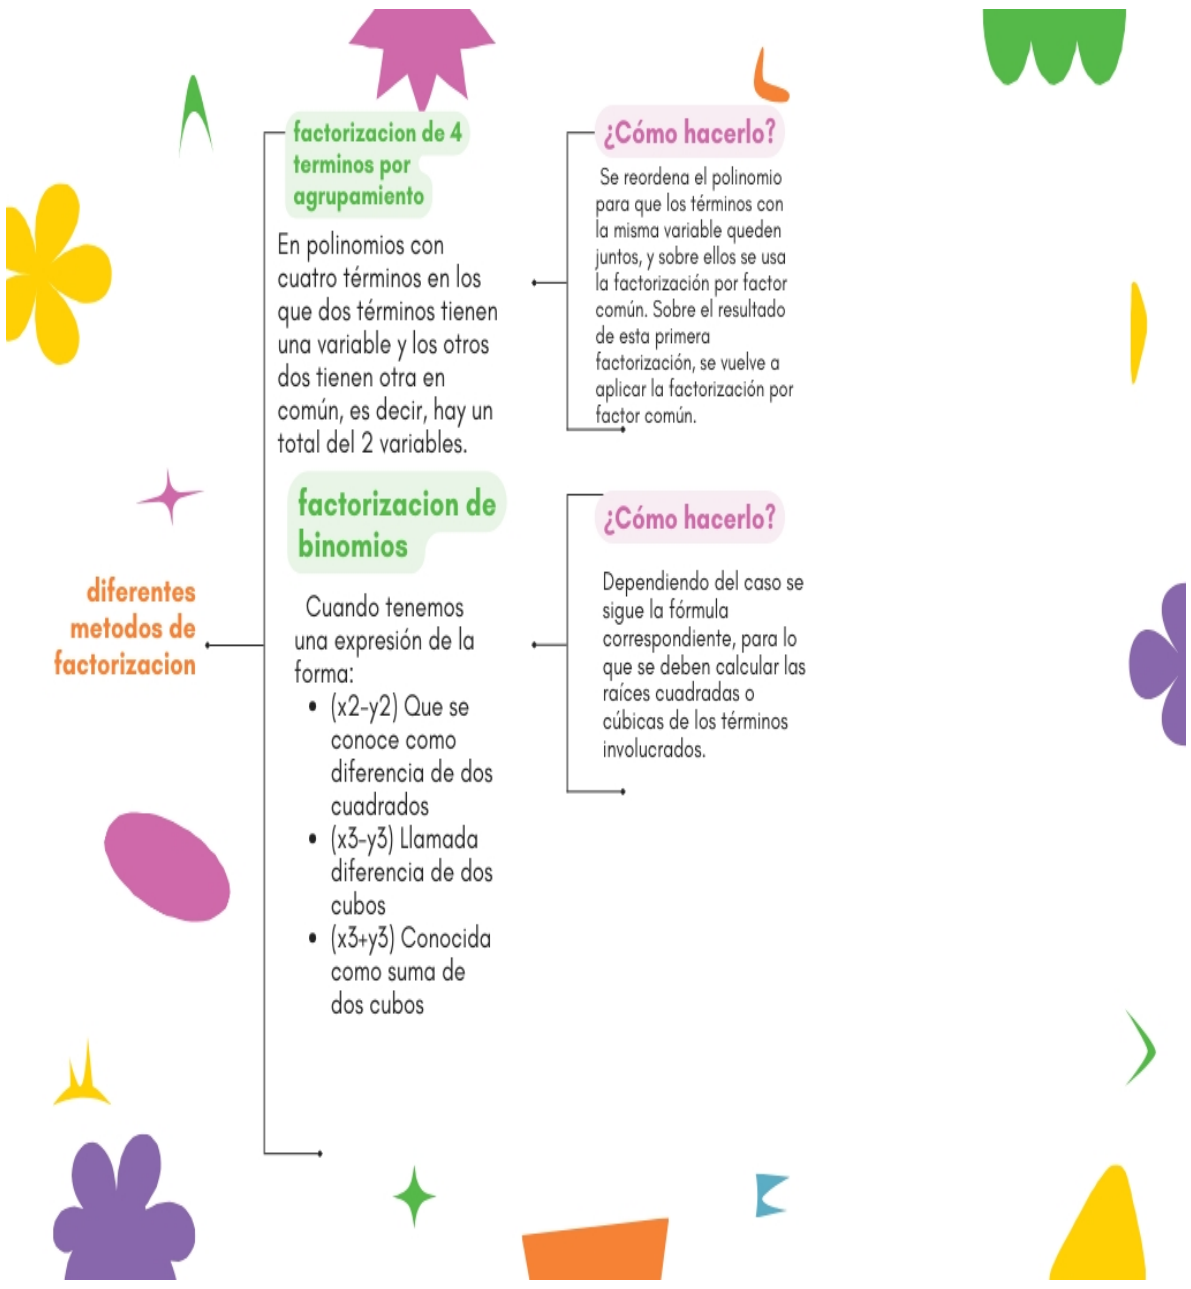 diferentes
metodos de
factorizacion
factorizacion de 4
terminos por
agrupamiento
En polinomios con
cuatro términos en los
que dos términos tienen
una variable y los otros
dos tienen otra en
común, es decir, hay un
total del 2 variables.
¿Cómo hacerlo?
Se reordena el polinomio
para que los términos con
la misma variable queden
juntos, y sobre ellos se usa
la factorización por factor
común. Sobre el resultado
de esta primera
factorización, se vuelve a
aplicar la factorización por
factor común.
factorizacion de
binomios
Cuando tenemos
una expresión de la
forma:
• (x2-y2) Que se
conoce como
diferencia de dos
cuadrados
• (x3-y3) Llamada
diferencia de dos
cubos
• (x3+y3) Conocida
como suma de
dos cubos
¿Cómo hacerlo?
Dependiendo del caso se
sigue la fórmula
correspondiente, para lo
que se deben calcular las
raíces cuadradas o
cúbicas de los términos
involucrados.